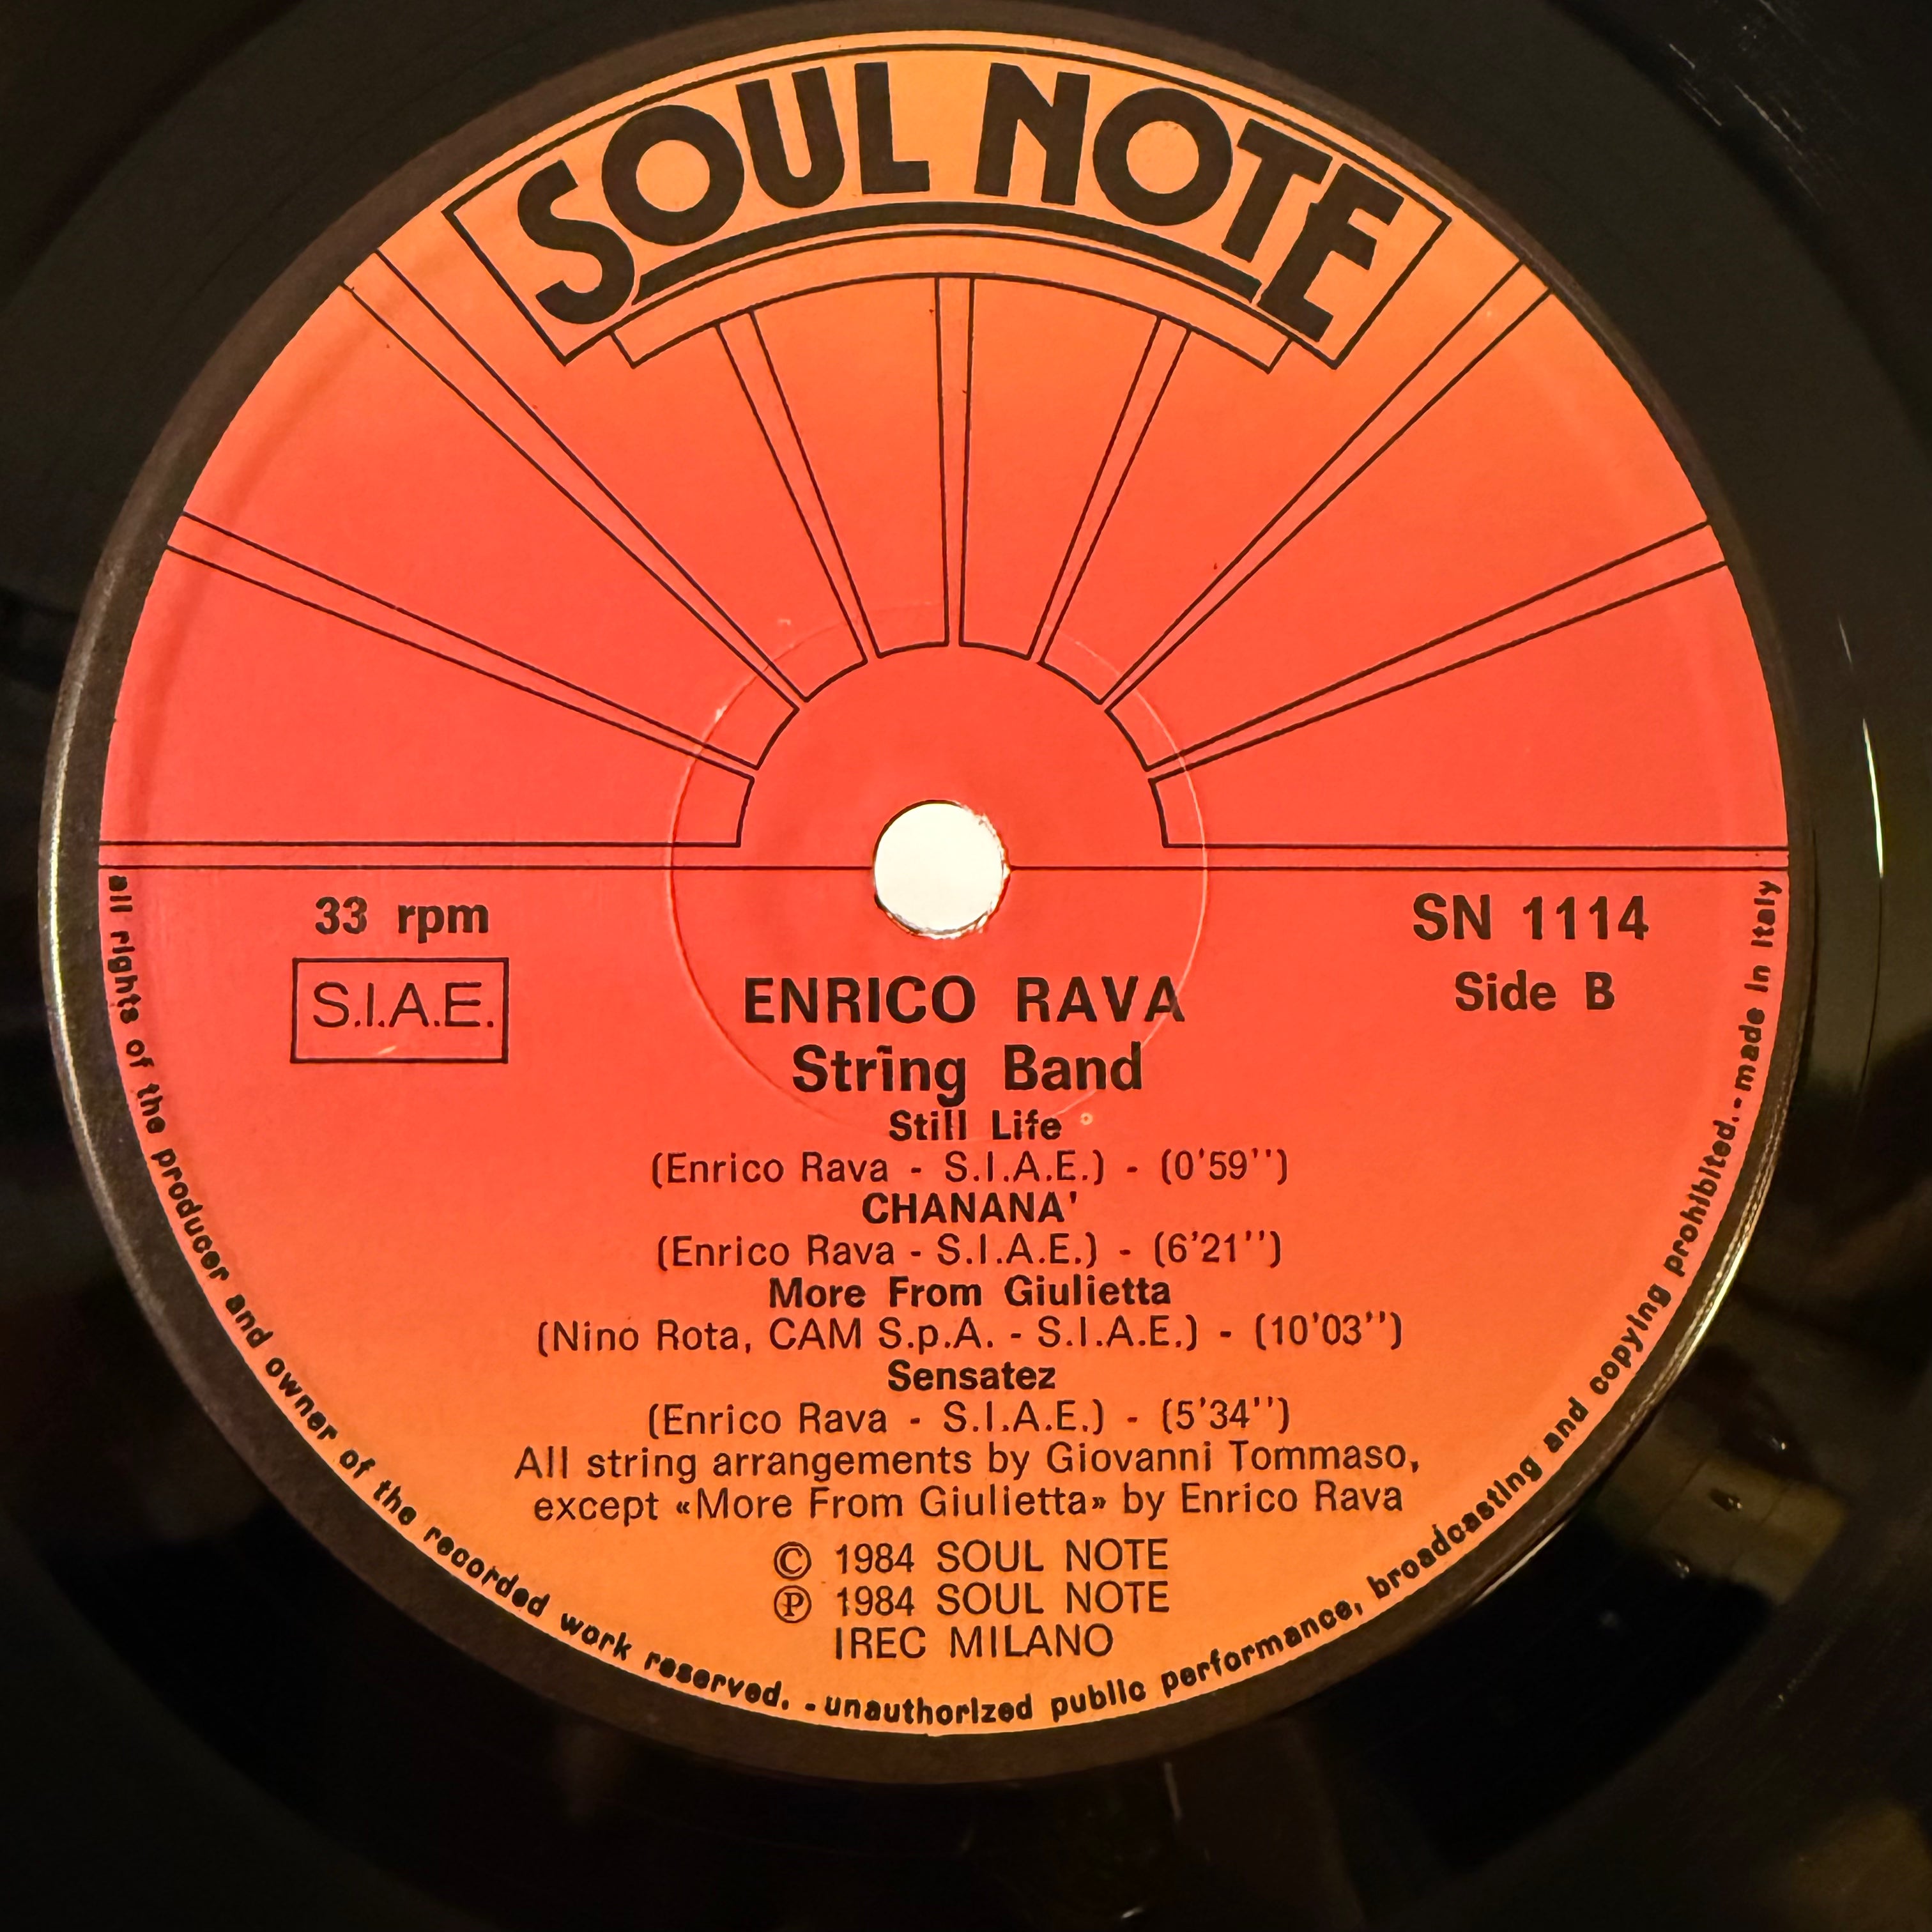 SOUL NOTE
33 rpm
S.I.A.E.
SN 1114
Side B
ENRICO RAVA
String Band
Still Life
(Enrico Rava - S.I.A.E.) - (0'59'')
CHANANA'
(Enrico Rava - S.I.A.E.) - (6'21'')
More From Giulietta
(Nino Rota, CAM S.p.A. - S.I.A.E.) - (10'03'')
Sensatez
(Enrico Rava - S.I.A.E.) - (5'34'')
All string arrangements by Giovanni Tommaso,
except «More From Giulietta» by Enrico Rava
© 1984 SOUL NOTE
℗ 1984 SOUL NOTE
IREC MILANO
all rights of the producer and owner of the recorded work reserved. - unauthorized public performance, broadcasting and copying prohibited. - made in Italy